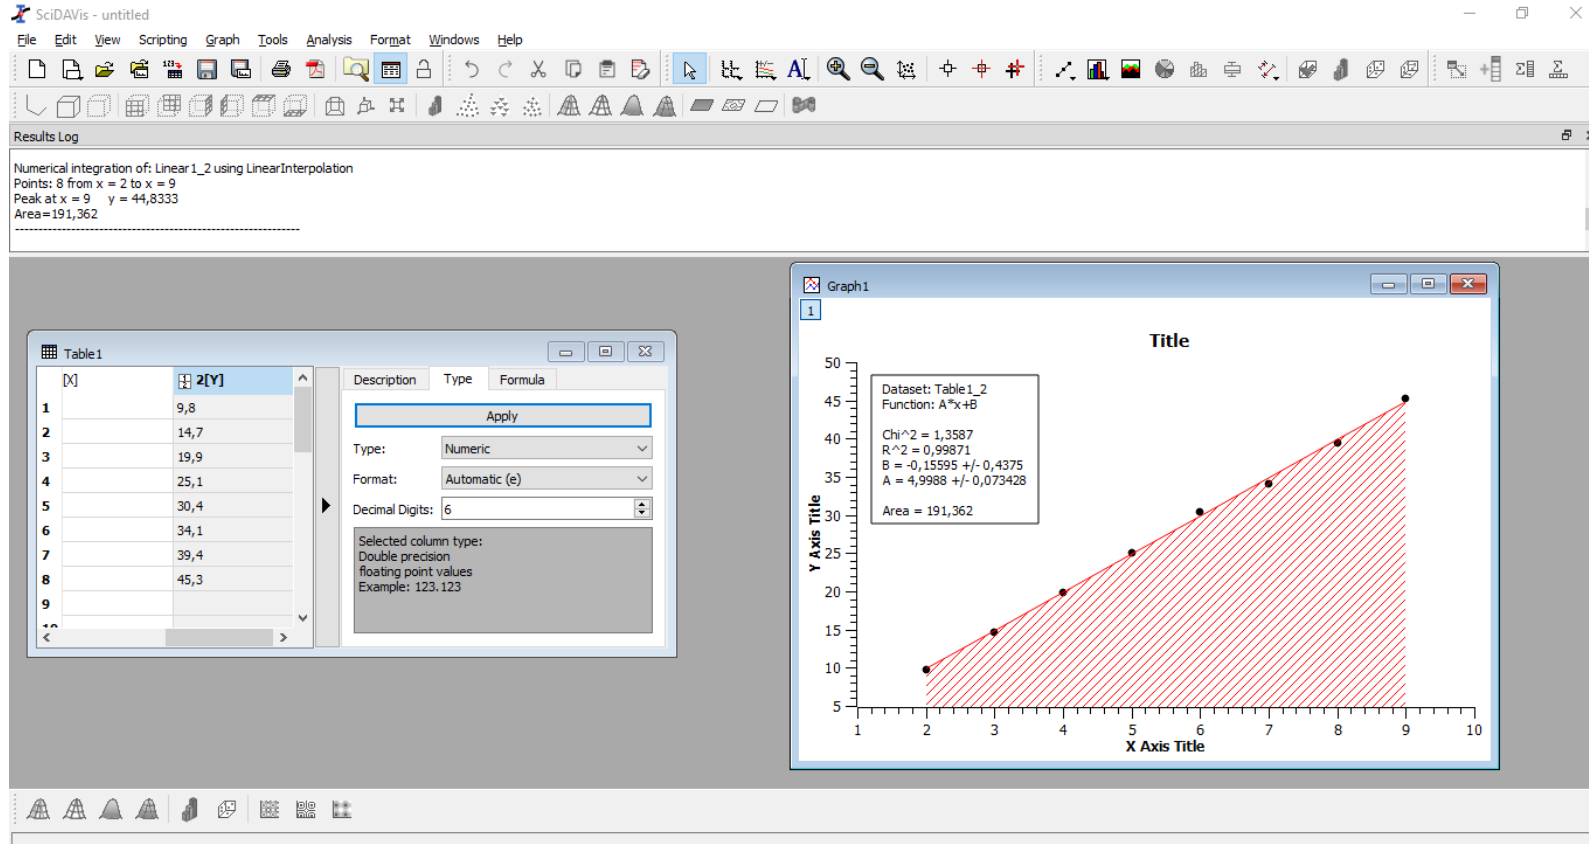 SciDAVis - untitled
File Edit View Scripting Graph Tools Analysis Format Windows Help
Results Log
Numerical integration of: Linear1_2 using LinearInterpolation
Points: 8 from x = 2 to x = 9
Peak at x = 9 y = 44,8333
Area=191,362
---------------------------------------------------------------
Table1
[X] 2[Y]
1 9,8
2 14,7
3 19,9
4 25,1
5 30,4
6 34,1
7 39,4
8 45,3
9
10
Description Type Formula
Apply
Type: Numeric
Format: Automatic (e)
Decimal Digits: 6
Selected column type:
Double precision
floating point values
Example: 123.123
Graph1
1
Title
Dataset: Table1_2
Function: A*x+B
Chi^2 = 1,3587
R^2 = 0,99871
B = -0,15595 +/- 0,4375
A = 4,9988 +/- 0,073428
Area = 191,362
Y Axis Title
50
45
40
35
30
25
20
15
10
5
1 2 3 4 5 6 7 8 9 10
X Axis Title